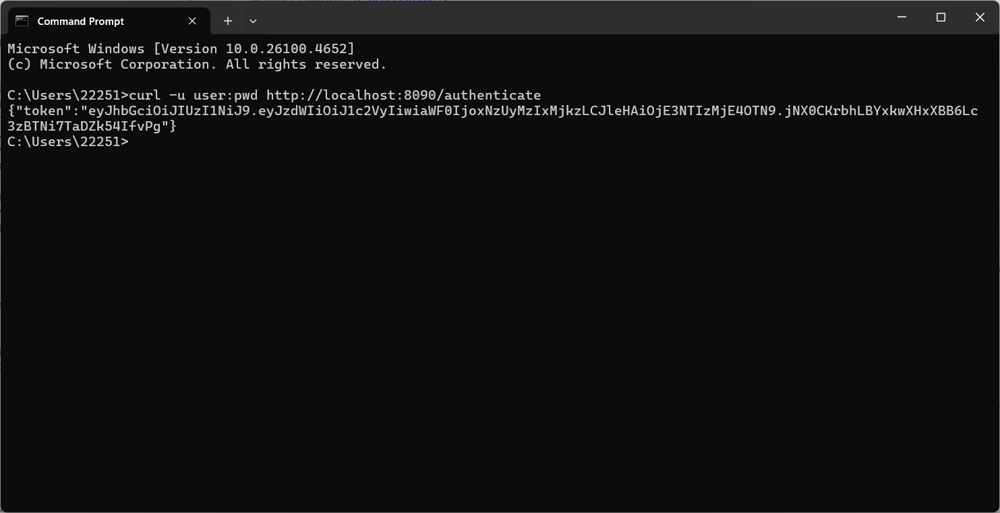 Command Prompt
Microsoft Windows [Version 10.0.26100.4652]
(c) Microsoft Corporation. All rights reserved.
C:\Users\22251>curl -u user:pwd http://localhost:8090/authenticate
{"token":"eyJhbGciOiJIUzI1NiJ9.eyJzdWIiOiJ1c2VyIiwiaWF0IjoxNzUyMzIxMjkzLCJleHAiOjE3NTIzMjE4OTN9.jNX0CKrbhLBYxkwXHxXBB6Lc
3zBTNi7TaDZk54IfvPg"}
C:\Users\22251>